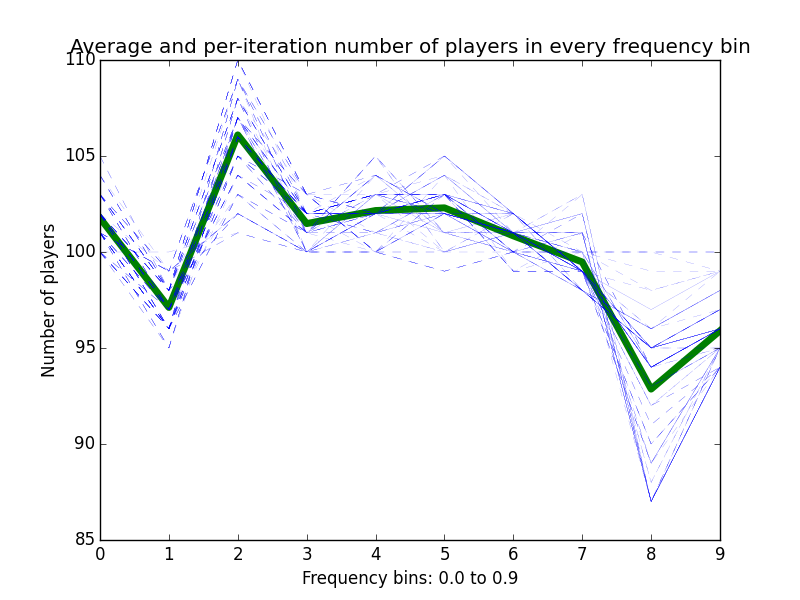 Average and per-iteration number of players in every frequency bin
110
105
100
95
90
85
Number of players
0 1 2 3 4 5 6 7 8 9
Frequency bins: 0.0 to 0.9